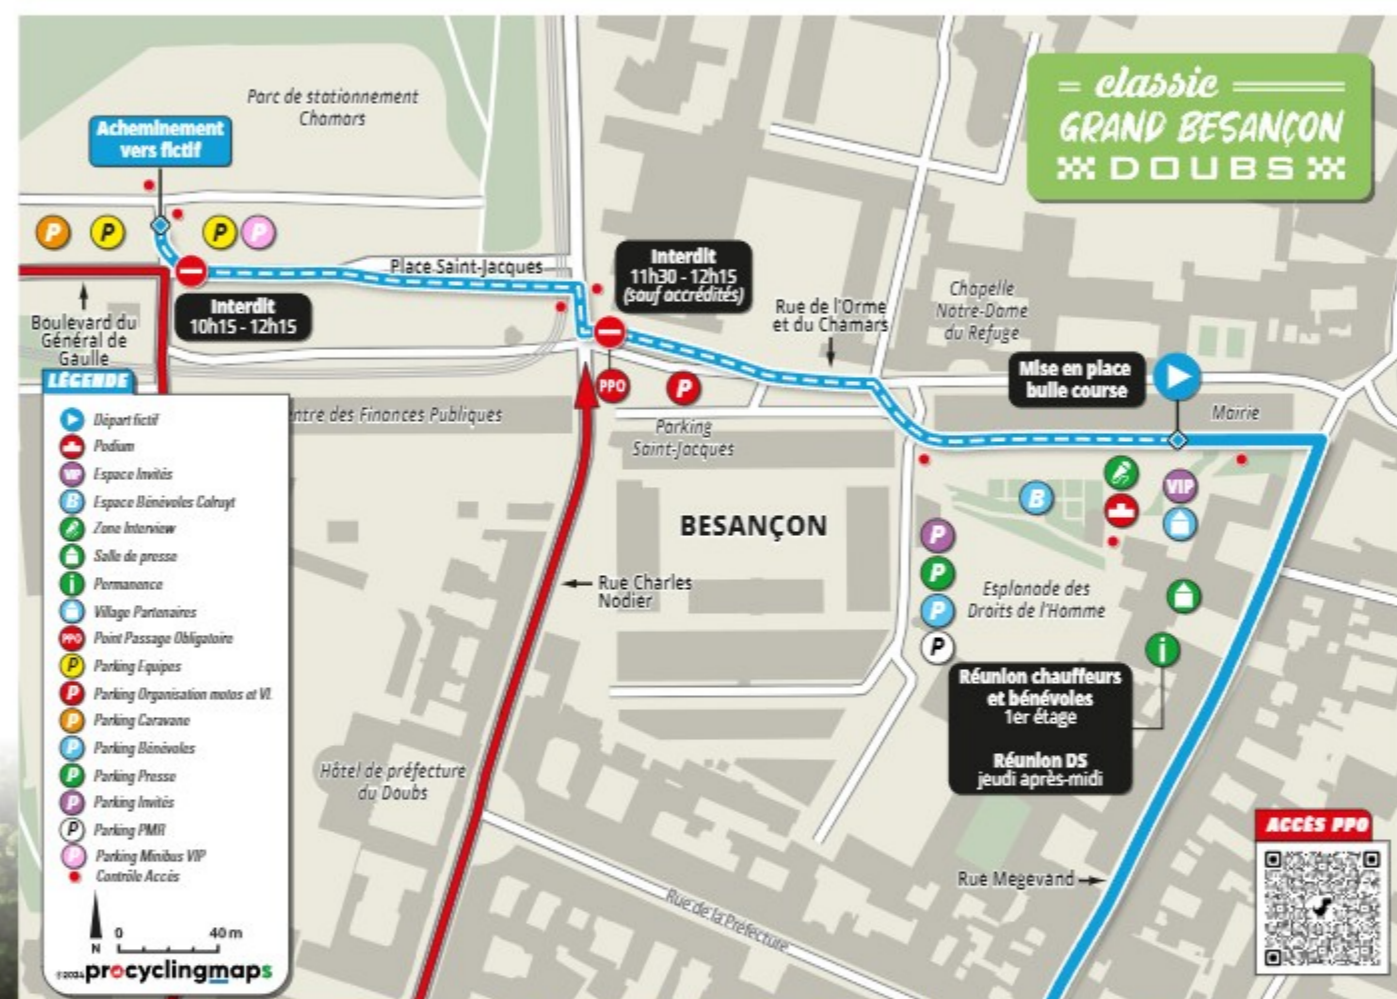 classic
GRAND BESANÇON
DOUBS
Parc de stationnement
Chamars
Acheminement
vers fictif
P
P
P
P
Place Saint-Jacques
Interdit
10h15 - 12h15
Boulevard du
Général de
Gaulle
Interdit
11h30 - 12h15
(sauf accrédités)
Rue de l'Orme
et du Chamars
Chapelle
Notre-Dame
du Refuge
Mise en place
bulle course
Mairie
PPO
P
Parking
Saint-Jacques
entre des Finances Publiques
BESANÇON
B
VIP
P
P
P
P
Esplanade des
Droits de l'Homme
i
Rue Charles
Nodier
Réunion chauffeurs
et bénévoles
1er étage
Réunion DS
jeudi après-midi
Hôtel de préfecture
du Doubs
Rue de la Préfecture
Rue Megevand
ACCÈS PPO
LÉGENDE
Départ fictif
Podium
VIP Espace Invités
B Espace Bénévoles Colruyt
Zone Interview
Salle de presse
i Permanence
Village Partenaires
PPO Point Passage Obligatoire
P Parking Equipes
P Parking Organisation motos et VL
P Parking Caravane
P Parking Bénévoles
P Parking Presse
P Parking Invités
P Parking PMR
P Parking Minibus VIP
Contrôle Accès
N
0 40 m
©2024 procyclingmaps